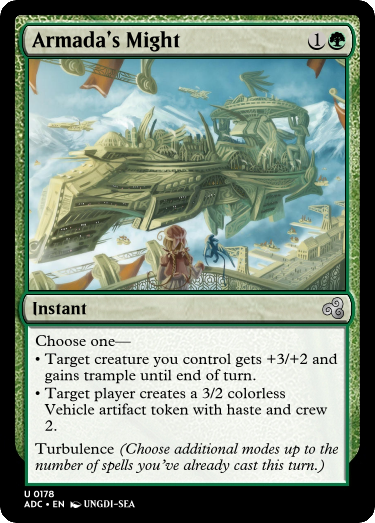 Armada's Might 1
Instant
Choose one—
• Target creature you control gets +3/+2 and
gains trample until end of turn.
• Target player creates a 3/2 colorless
Vehicle artifact token with haste and crew
2.
Turbulence (Choose additional modes up to the
number of spells you've already cast this turn.)
U 0178
ADC • EN UNGDI-SEA